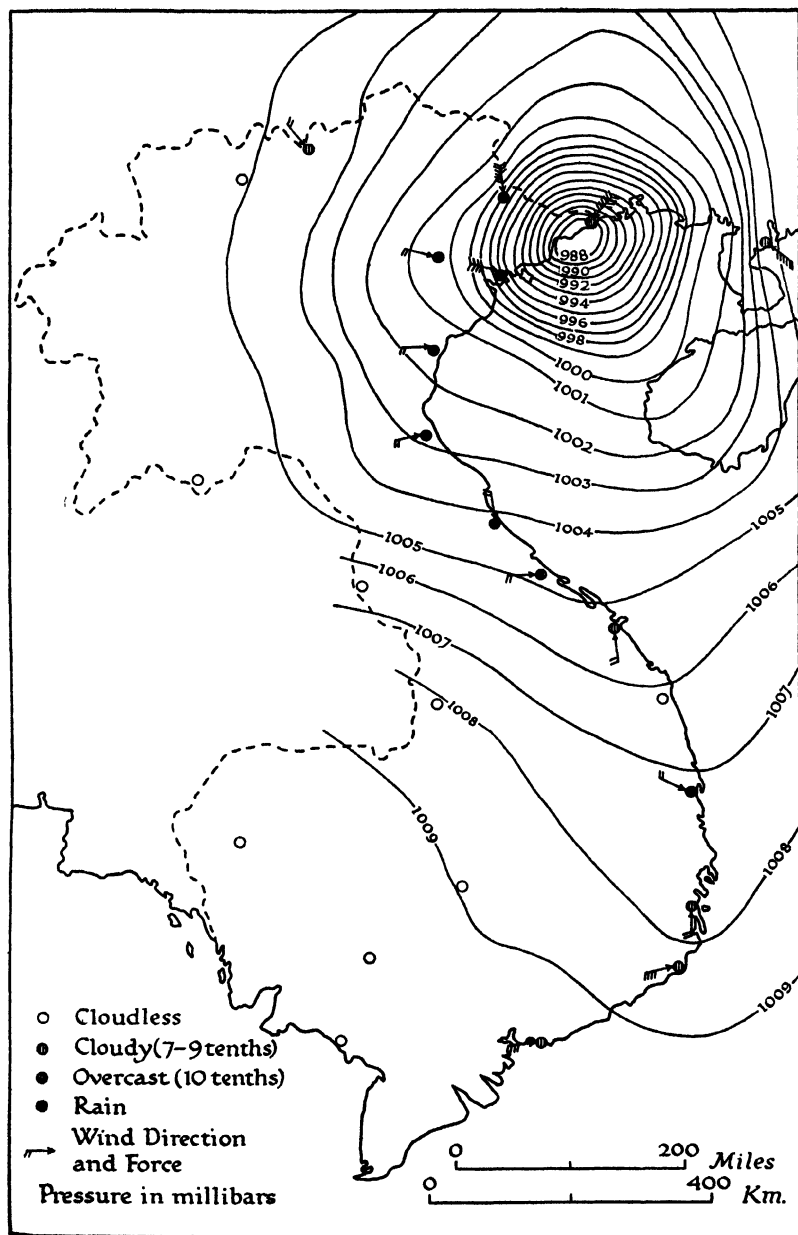 988
990
992
994
996
998
1000
1001
1002
1003
1004
1005
1005
1006
1006
1007
1007
1008
1008
1009
1009
Cloudless
Cloudy (7–9 tenths)
Overcast (10 tenths)
Rain
Wind Direction
and Force
Pressure in millibars
0 200 Miles
0 400 Km.